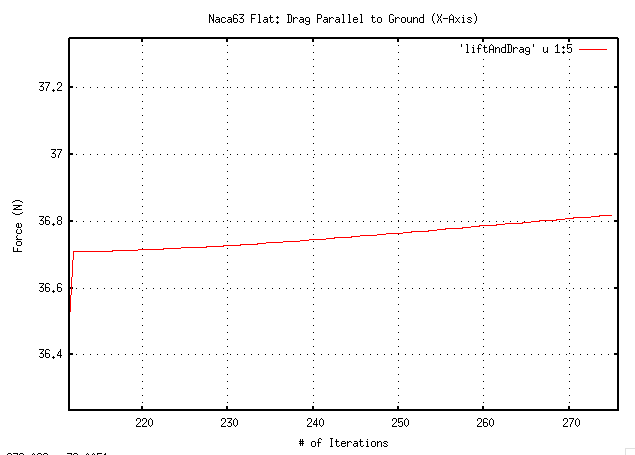 Naca63 Flat: Drag Parallel to Ground (X-Axis)
'liftAndDrag' u 1:5
37.2
37
36.8
36.6
36.4
Force (N)
220 230 240 250 260 270
# of Iterations